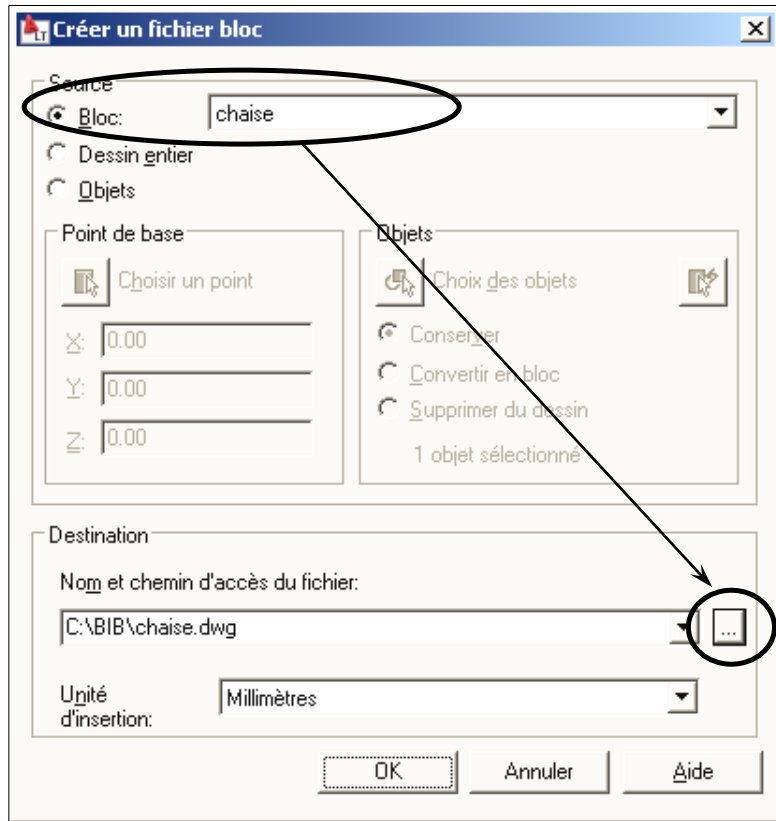 LT Créer un fichier bloc
Source
Bloc: chaise
Dessin entier
Objets
Point de base
Choisir un point
X: 0.00
Y: 0.00
Z: 0.00
Objets
Choix des objets
Conserver
Convertir en bloc
Supprimer du dessin
1 objet sélectionné
Destination
Nom et chemin d'accès du fichier:
C:\BIB\chaise.dwg ...
Unité
d'insertion:
Millimètres
OK Annuler Aide